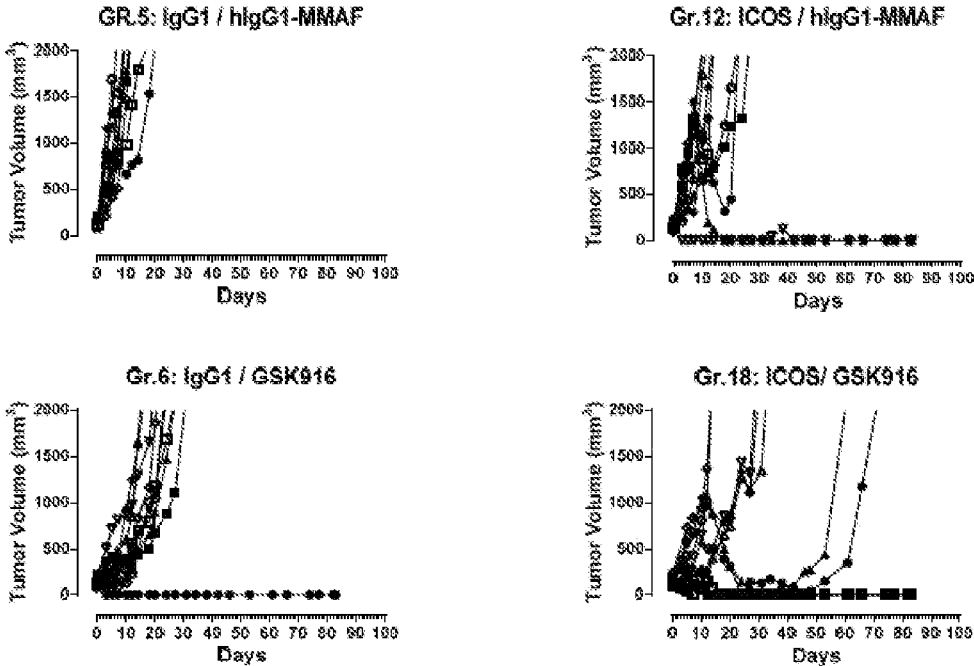 GR.5: IgG1 / hIgG1-MMAF
Tumor Volume (mm³)
2000
1500
1000
500
0
0 10 20 30 40 50 60 70 80 90 100
Days
Gr.12: ICOS / hIgG1-MMAF
Tumor Volume (mm³)
2000
1500
1000
500
0
0 10 20 30 40 50 60 70 80 90 100
Days
Gr.6: IgG1 / GSK916
Tumor Volume (mm³)
2000
1500
1000
500
0
0 10 20 30 40 50 60 70 80 90 100
Days
Gr.18: ICOS/ GSK916
Tumor Volume (mm³)
2000
1500
1000
500
0
0 10 20 30 40 50 60 70 80 90 100
Days